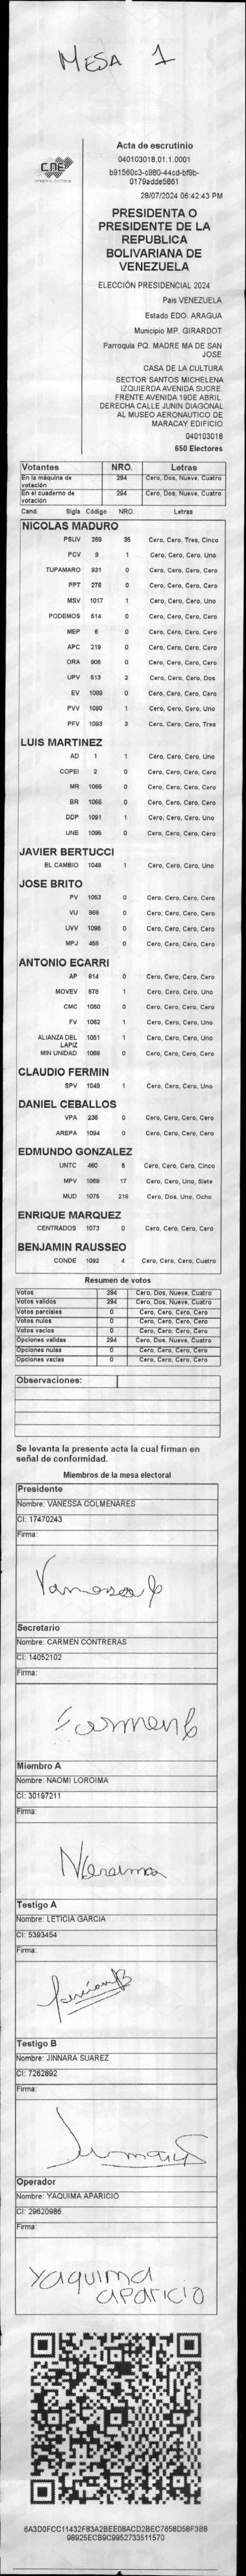 MESA 1
CNE
Acta de escrutinio
040103018.01.1.0001
b91560c3-c980-44cd-bf9b-
0179adde5861
28/07/2024 06:42:43 PM
PRESIDENTA O
PRESIDENTE DE LA
REPUBLICA
BOLIVARIANA DE
VENEZUELA
ELECCIÓN PRESIDENCIAL 2024
Pais VENEZUELA
Estado EDO. ARAGUA
Municipio MP. GIRARDOT
Parroquia PQ. MADRE MA DE SAN
JOSE
CASA DE LA CULTURA
SECTOR SANTOS MICHELENA
IZQUIERDA AVENIDA SUCRE.
FRENTE AVENIDA 19DE ABRIL.
DERECHA CALLE JUNIN DIAGONAL
AL MUSEO AERONAUTICO DE
MARACAY EDIFICIO
040103018
650 Electores
Votantes NRO. Letras
En la máquina de votación 294 Cero, Dos, Nueve, Cuatro
En el cuaderno de votación 294 Cero, Dos, Nueve, Cuatro
Cand. Sigla Código NRO. Letras
NICOLAS MADURO
PSUV 269 35 Cero, Cero, Tres, Cinco
PCV 9 1 Cero, Cero, Cero, Uno
TUPAMARO 931 0 Cero, Cero, Cero, Cero
PPT 276 0 Cero, Cero, Cero, Cero
MSV 1017 1 Cero, Cero, Cero, Uno
PODEMOS 514 0 Cero, Cero, Cero, Cero
MEP 6 0 Cero, Cero, Cero, Cero
APC 219 0 Cero, Cero, Cero, Cero
ORA 906 0 Cero, Cero, Cero, Cero
UPV 513 2 Cero, Cero, Cero, Dos
EV 1089 0 Cero, Cero, Cero, Cero
PVV 1090 1 Cero, Cero, Cero, Uno
PFV 1093 3 Cero, Cero, Cero, Tres
LUIS MARTINEZ
AD 1 1 Cero, Cero, Cero, Uno
COPEI 2 0 Cero, Cero, Cero, Cero
MR 1065 0 Cero, Cero, Cero, Cero
BR 1066 0 Cero, Cero, Cero, Cero
DDP 1091 1 Cero, Cero, Cero, Uno
UNE 1095 0 Cero, Cero, Cero, Cero
JAVIER BERTUCCI
EL CAMBIO 1048 1 Cero, Cero, Cero, Uno
JOSE BRITO
PV 1053 0 Cero, Cero, Cero, Cero
VU 968 0 Cero, Cero, Cero, Cero
UVV 1096 0 Cero, Cero, Cero, Cero
MPJ 458 0 Cero, Cero, Cero, Cero
ANTONIO ECARRI
AP 814 0 Cero, Cero, Cero, Cero
MOVEV 878 1 Cero, Cero, Cero, Uno
CMC 1050 0 Cero, Cero, Cero, Cero
FV 1062 1 Cero, Cero, Cero, Uno
ALIANZA DEL LAPIZ 1051 1 Cero, Cero, Cero, Uno
MIN UNIDAD 1088 0 Cero, Cero, Cero, Cero
CLAUDIO FERMIN
SPV 1049 1 Cero, Cero, Cero, Uno
DANIEL CEBALLOS
VPA 236 0 Cero, Cero, Cero, Cero
AREPA 1094 0 Cero, Cero, Cero, Cero
EDMUNDO GONZALEZ
UNTC 460 5 Cero, Cero, Cero, Cinco
MPV 1069 17 Cero, Cero, Uno, Siete
MUD 1075 218 Cero, Dos, Uno, Ocho
ENRIQUE MARQUEZ
CENTRADOS 1073 0 Cero, Cero, Cero, Cero
BENJAMIN RAUSSEO
CONDE 1092 4 Cero, Cero, Cero, Cuatro
Resumen de votos
Votos 294 Cero, Dos, Nueve, Cuatro
Votos validos 294 Cero, Dos, Nueve, Cuatro
Votos parciales 0 Cero, Cero, Cero, Cero
Votos nulos 0 Cero, Cero, Cero, Cero
Votos vacios 0 Cero, Cero, Cero, Cero
Opciones validas 294 Cero, Dos, Nueve, Cuatro
Opciones nulas 0 Cero, Cero, Cero, Cero
Opciones vacias 0 Cero, Cero, Cero, Cero
Observaciones:
Se levanta la presente acta la cual firman en
señal de conformidad.
Miembros de la mesa electoral
Presidente
Nombre: VANESSA COLMENARES
CI: 17470243
Firma:
Secretario
Nombre: CARMEN CONTRERAS
CI: 14052102
Firma:
Miembro A
Nombre: NAOMI LOROIMA
CI: 30197211
Firma:
Testigo A
Nombre: LETICIA GARCIA
CI: 5393454
Firma:
Testigo B
Nombre: JINNARA SUAREZ
CI: 7262892
Firma:
Operador
Nombre: YAQUIMA APARICIO
CI: 29620986
Firma:
Yaquima
aparicio
6A3D0FCC11432F83A2BEE08ACD2BEC7658D58F3B8
98925ECB9C9952733511570